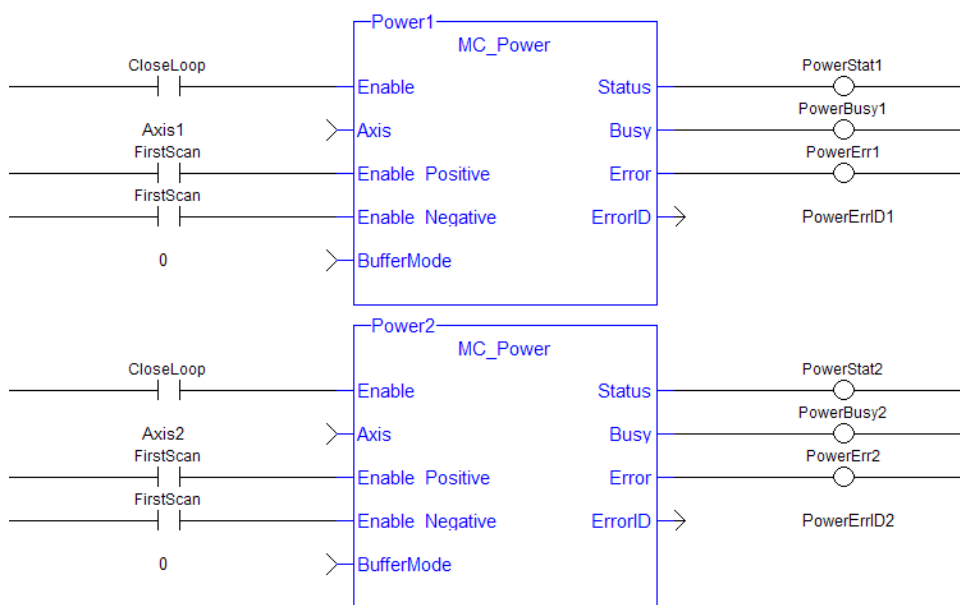 Power1
MC_Power
CloseLoop
Enable
Status
PowerStat1
Axis1
Axis
Busy
PowerBusy1
FirstScan
Enable Positive
Error
PowerErr1
FirstScan
Enable Negative
ErrorID
PowerErrID1
0
BufferMode
Power2
MC_Power
CloseLoop
Enable
Status
PowerStat2
Axis2
Axis
Busy
PowerBusy2
FirstScan
Enable Positive
Error
PowerErr2
FirstScan
Enable Negative
ErrorID
PowerErrID2
0
BufferMode